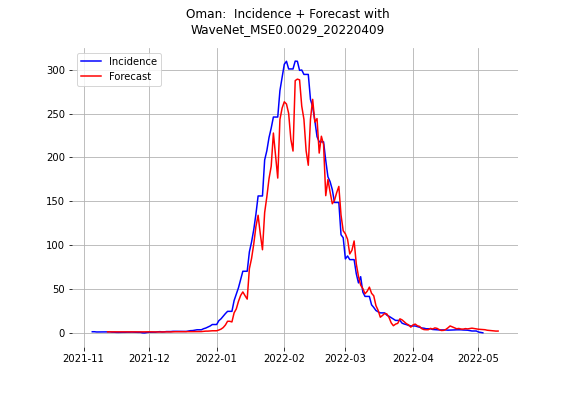 Oman:  Incidence + Forecast with
WaveNet_MSE0.0029_20220409
Incidence
Forecast
300
250
200
150
100
50
0
2021-11 2021-12 2022-01 2022-02 2022-03 2022-04 2022-05